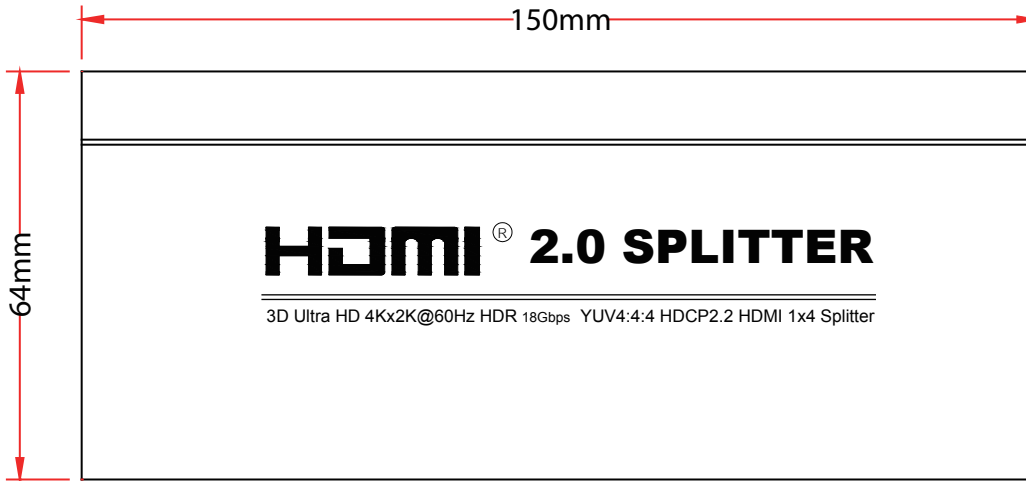 150mm
64mm
HDMI® 2.0 SPLITTER
3D Ultra HD 4Kx2K@60Hz HDR 18Gbps YUV4:4:4 HDCP2.2 HDMI 1x4 Splitter